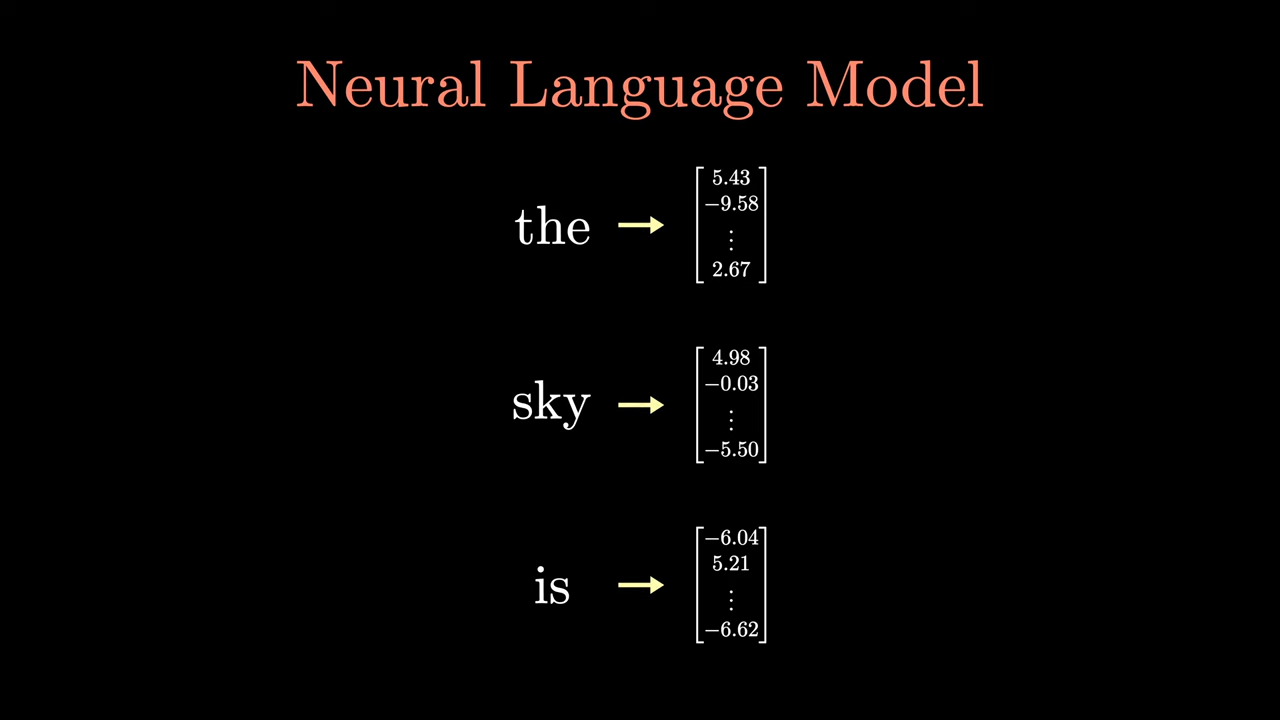 Neural Language Model
the → [5.43
−9.58
⋮
2.67]
sky → [4.98
−0.03
⋮
−5.50]
is → [−6.04
5.21
⋮
−6.62]